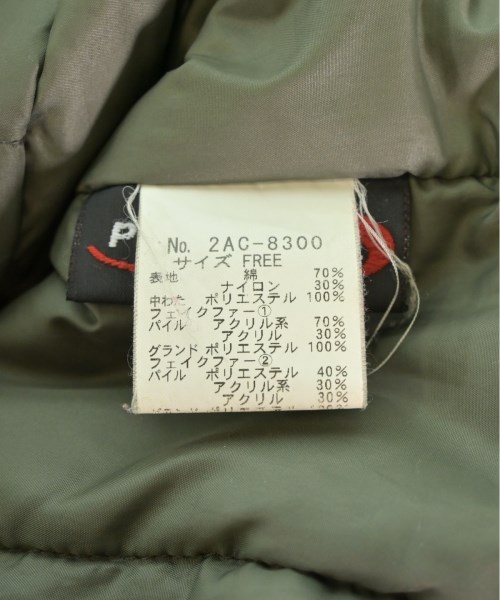 P
No. 2AC-8300
サイズ FREE
表地 綿 70%
ナイロン 30%
中わた ポリエステル 100%
フェイクファー①
パイル アクリル系 70%
アクリル 30%
グランド ポリエステル 100%
フェイクファー②
パイル ポリエステル 40%
アクリル系 30%
アクリル 30%